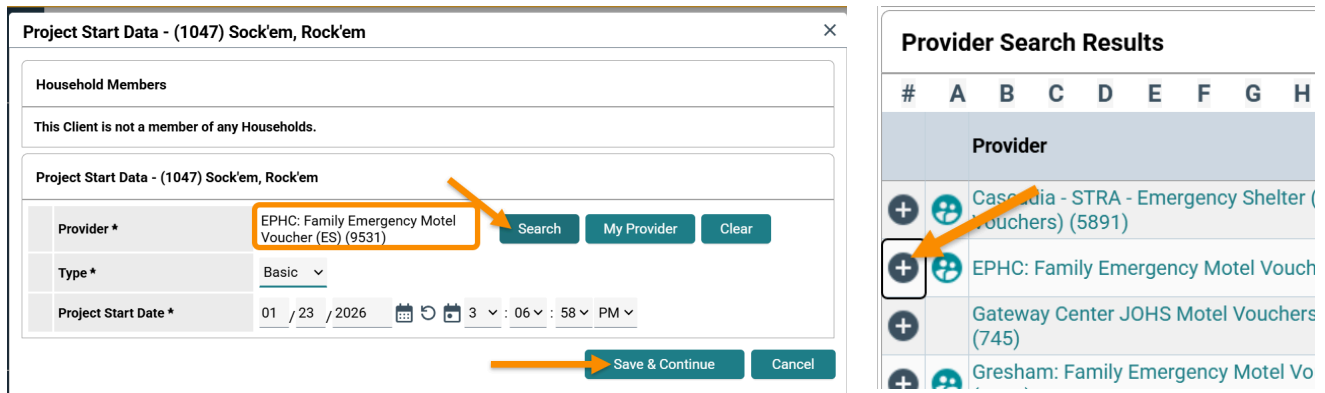 Project Start Data - (1047) Sock'em, Rock'em
Household Members
This Client is not a member of any Households.
Project Start Data - (1047) Sock'em, Rock'em
Provider *
EPHC: Family Emergency Motel
Voucher (ES) (9531)
Search
My Provider
Clear
Type *
Basic
Project Start Date *
01 / 23 / 2026
3 : 06 : 58 PM
Save & Continue
Cancel
Provider Search Results
# A B C D E F G H
Provider
Cascadia - STRA - Emergency Shelter (
Vouchers) (5891)
EPHC: Family Emergency Motel Vouch
Gateway Center JOHS Motel Vouchers
(745)
Gresham: Family Emergency Motel Vo